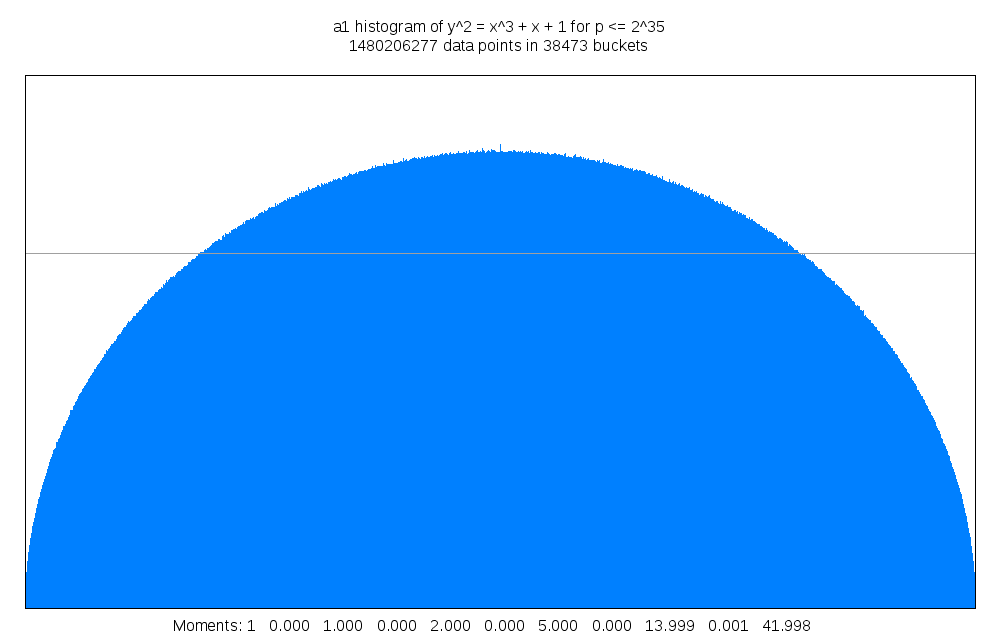 a1 histogram of y^2 = x^3 + x + 1 for p <= 2^35
1480206277 data points in 38473 buckets
Moments: 1 0.000 1.000 0.000 2.000 0.000 5.000 0.000 13.999 0.001 41.998